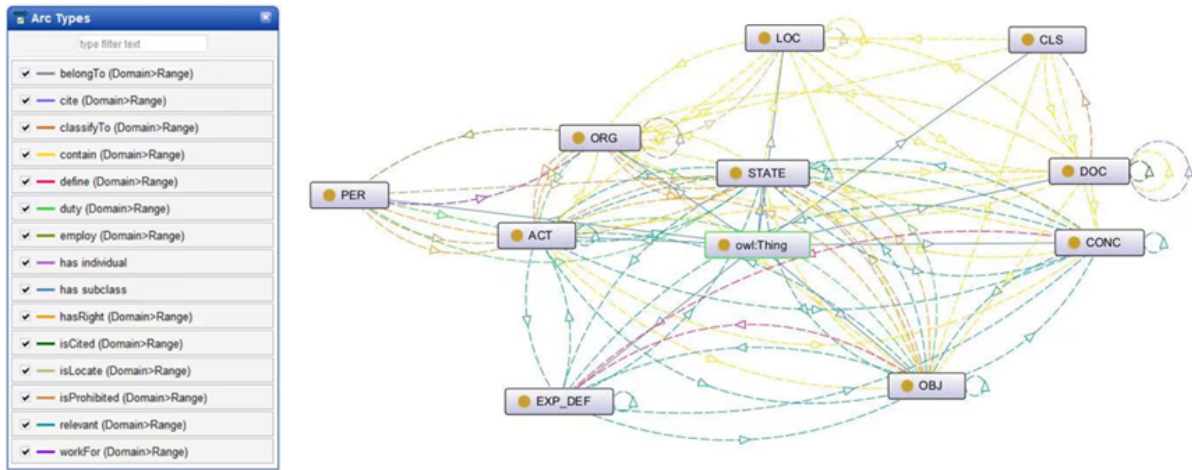 Arc Types
type filter text
belongTo (Domain>Range)
cite (Domain>Range)
classifyTo (Domain>Range)
contain (Domain>Range)
define (Domain>Range)
duty (Domain>Range)
employ (Domain>Range)
has individual
has subclass
hasRight (Domain>Range)
isCited (Domain>Range)
isLocate (Domain>Range)
isProhibited (Domain>Range)
relevant (Domain>Range)
workFor (Domain>Range)
LOC
CLS
ORG
STATE
DOC
PER
ACT
owl:Thing
CONC
EXP_DEF
OBJ